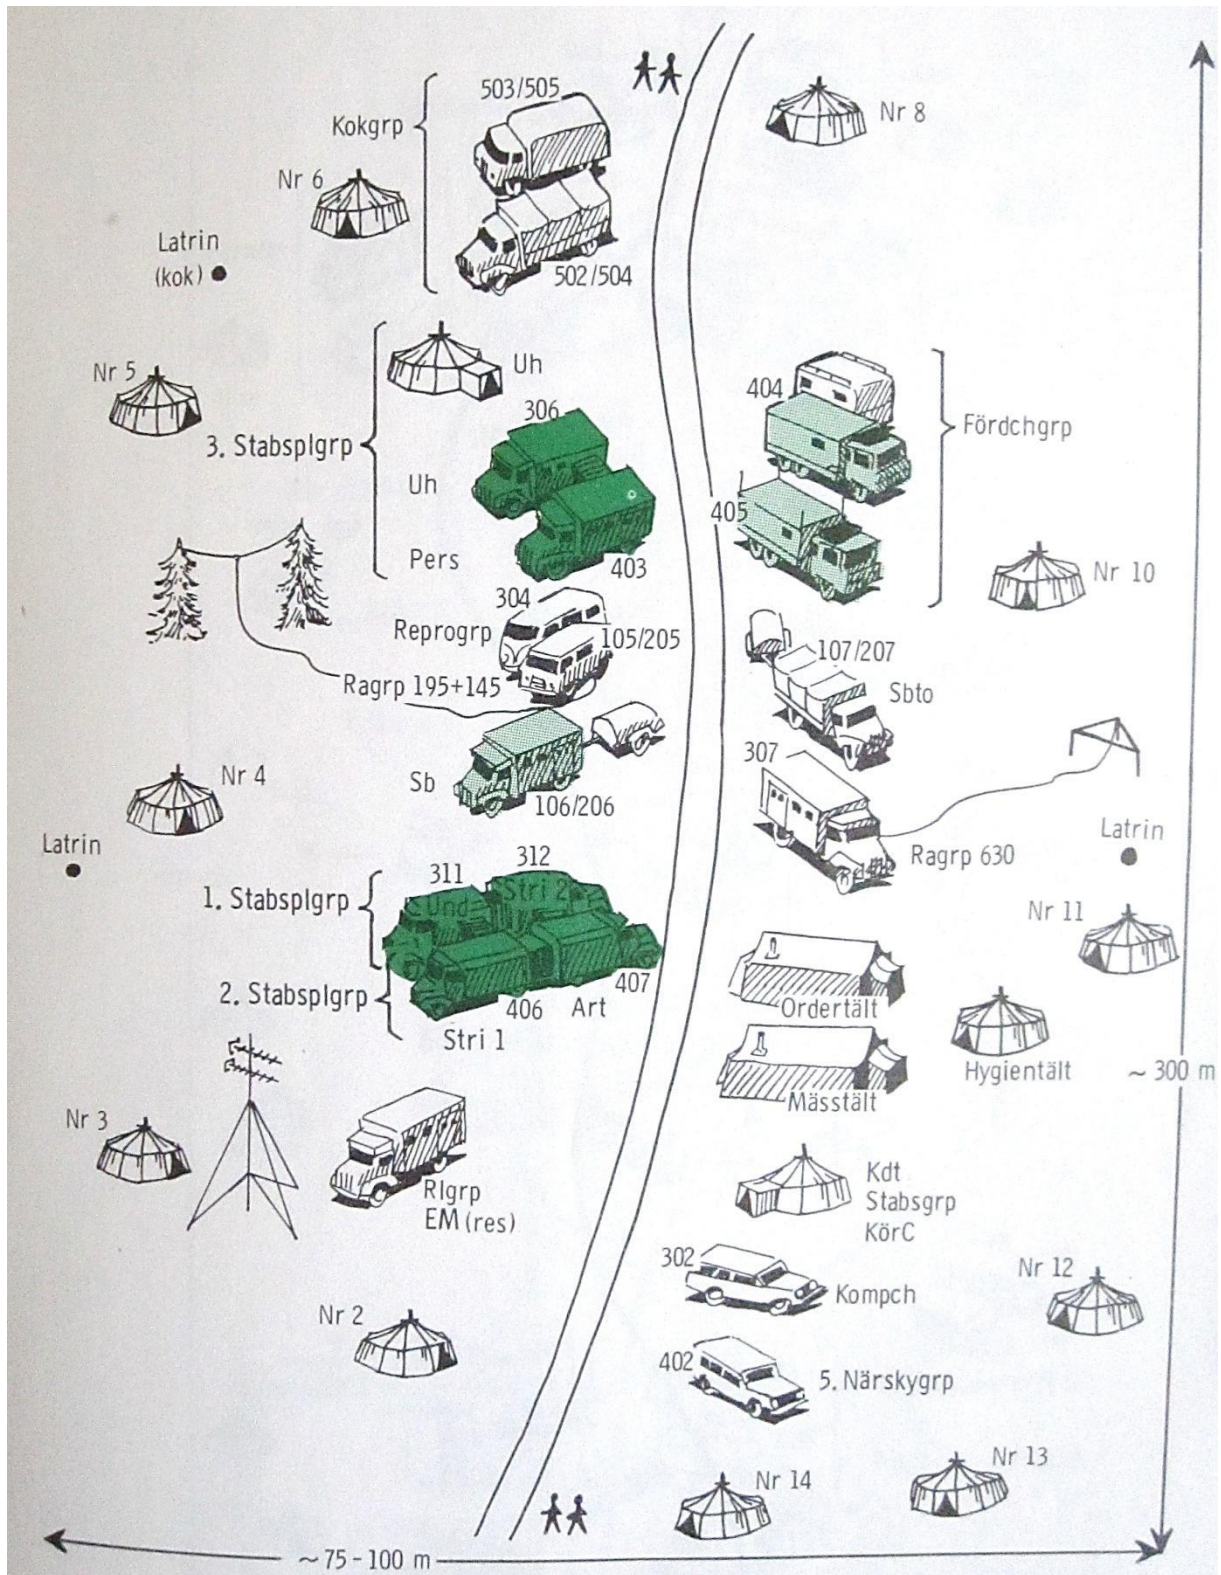 503/505
Kokgrp
Nr 8
Nr 6
Latrin
(kok)
502/504
Nr 5
Uh
306
404
3. Stabsplgrp
Fördchgrp
Uh
405
Pers
403
Nr 10
304
Reprogrp
105/205
107/207
Ragrp 195+145
Sbto
307
Nr 4
Sb
106/206
Latrin
Latrin
Ragrp 630
312
311
Stri 2
Und
1. Stabsplgrp
Nr 11
2. Stabsplgrp
407
406
Art
Ordertält
Stri 1
Hygientält
~ 300 m
Mässtält
Nr 3
Kdt
Stabsgrp
KörC
Rlgrp
EM (res)
302
Kompch
Nr 12
Nr 2
402
5. Närskygrp
Nr 13
Nr 14
~ 75 - 100 m